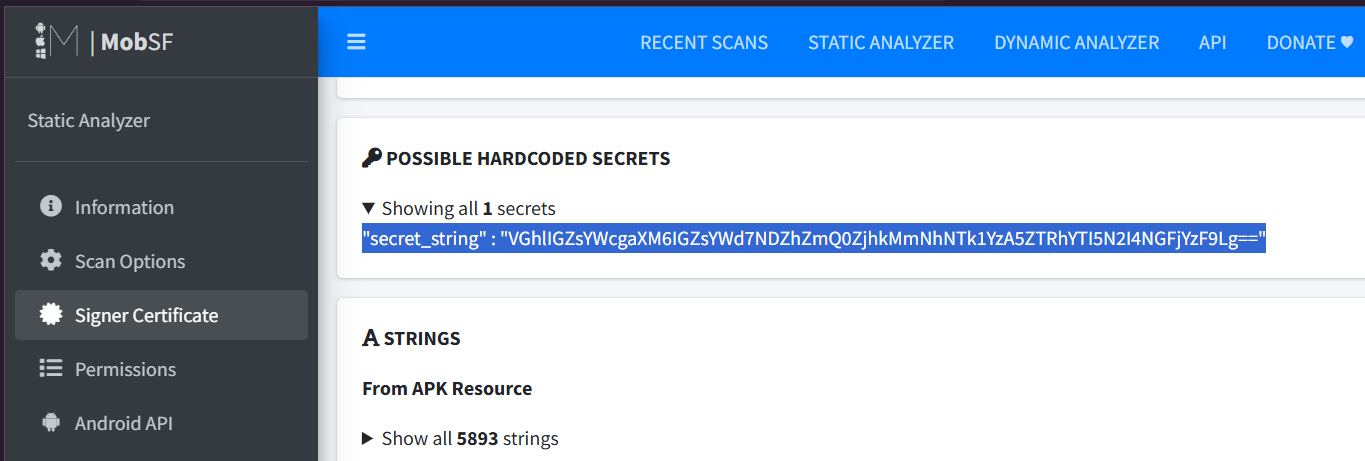 M | MobSF
RECENT SCANS STATIC ANALYZER DYNAMIC ANALYZER API DONATE ♥
Static Analyzer
Information
Scan Options
Signer Certificate
Permissions
Android API
POSSIBLE HARDCODED SECRETS
▼ Showing all 1 secrets
"secret_string" : "VGhlIGZsYWcgaXM6IGZsYWd7NDZhZmQ0ZjhkMmNhNTk1YzA5ZTRhYTI5N2I4NGFjYzF9Lg=="
A STRINGS
From APK Resource
▶ Show all 5893 strings